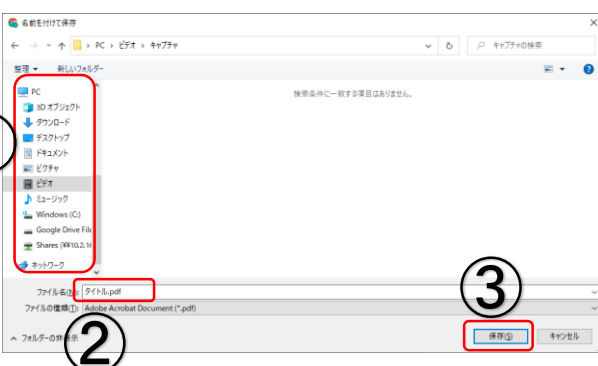 名前を付けて保存
PC › ビデオ › キャプチャ
キャプチャの検索
整理 新しいフォルダー
PC
検索条件に一致する項目はありません。
3D オブジェクト
ダウンロード
デスクトップ
ドキュメント
ピクチャ
ビデオ
ミュージック
Windows (C:)
Google Drive File
Shares (¥¥10.2.1
ネットワーク
ファイル名(N): タイトル.pdf
ファイルの種類(T): Adobe Acrobat Document (*.pdf)
③
保存(S) キャンセル
フォルダーの非表示
②